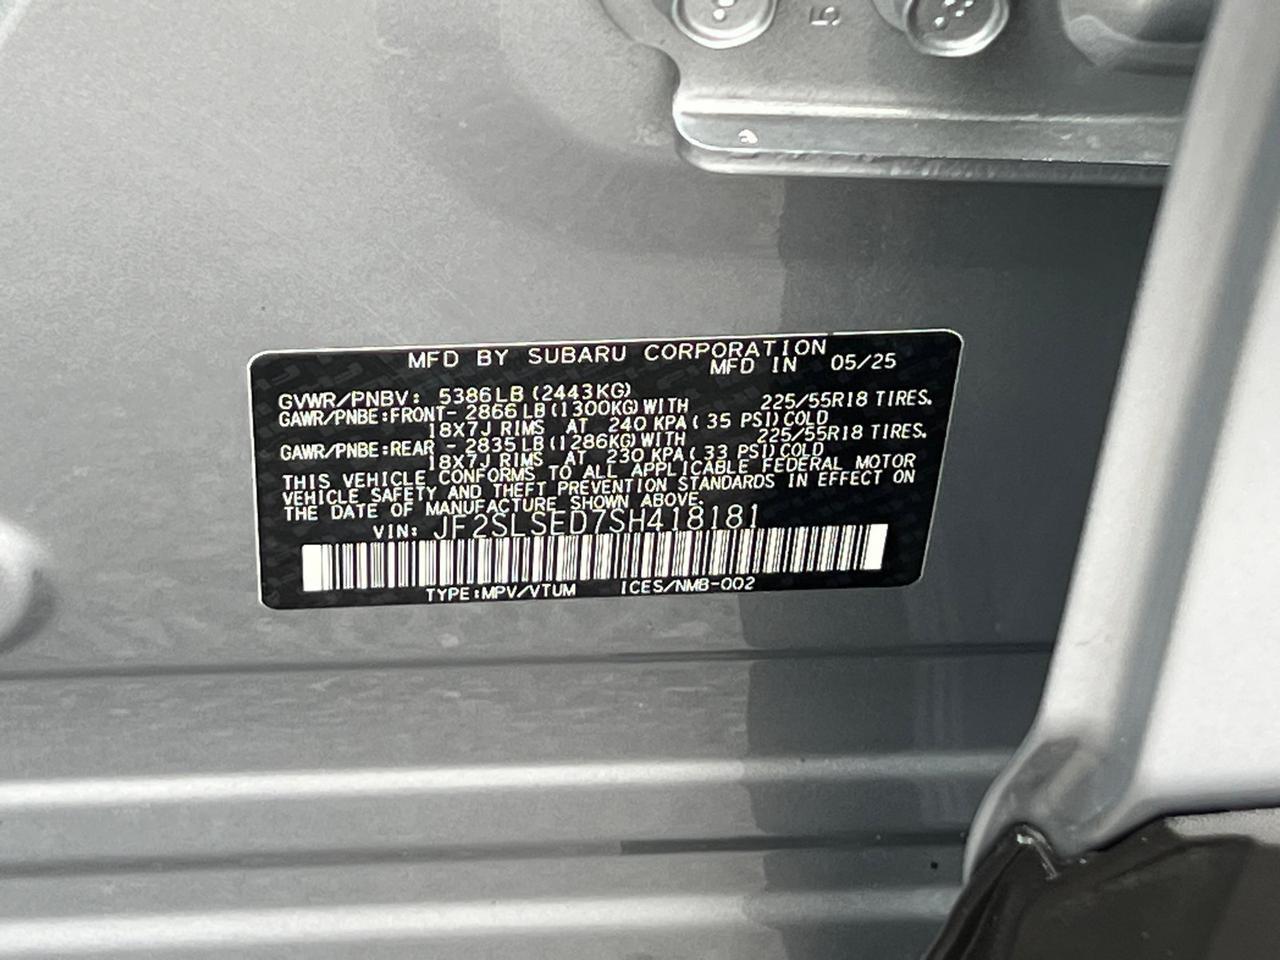 5
MFD BY SUBARU CORPORATION
MFD IN 05/25
GVWR/PNBV: 5386LB (2443KG)
GAWR/PNBE:FRONT- 2866LB(1300KG)WITH 225/55R18 TIRES.
18X7J RIMS AT 240 KPA( 35 PSI)COLD
GAWR/PNBE:REAR - 2835LB(1286KG)WITH 225/55R18 TIRES.
18X7J RIMS AT 230 KPA( 33 PSI)COLD
THIS VEHICLE CONFORMS TO ALL APPLICABLE FEDERAL MOTOR
VEHICLE SAFETY AND THEFT PREVENTION STANDARDS IN EFFECT ON
THE DATE OF MANUFACTURE SHOWN ABOVE.
VIN: JF2SLSED7SH418181
TYPE:MPV/VTUM ICES/NMB-002